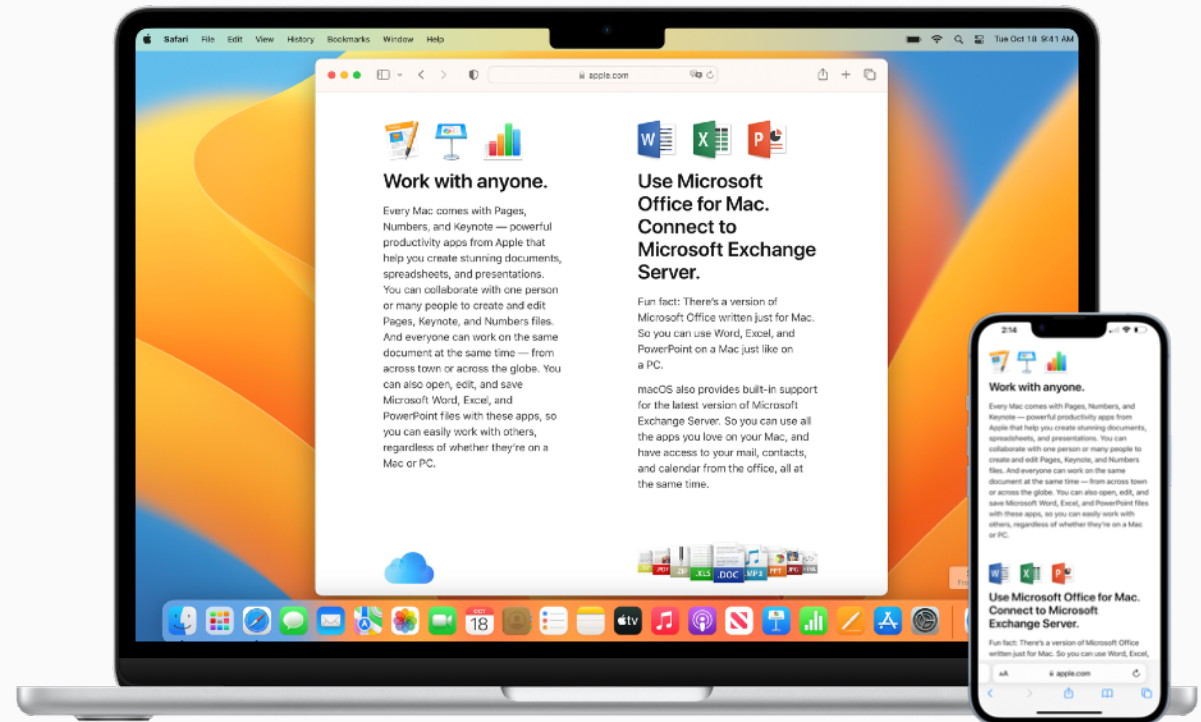 Safari File Edit View History Bookmarks Window Help
Tue Oct 18 9:41 AM
apple.com
Work with anyone.
Every Mac comes with Pages,
Numbers, and Keynote — powerful
productivity apps from Apple that
help you create stunning documents,
spreadsheets, and presentations.
You can collaborate with one person
or many people to create and edit
Pages, Keynote, and Numbers files.
And everyone can work on the same
document at the same time — from
across town or across the globe. You
can also open, edit, and save
Microsoft Word, Excel, and
PowerPoint files with these apps, so
you can easily work with others,
regardless of whether they're on a
Mac or PC.
W X P
Use Microsoft
Office for Mac.
Connect to
Microsoft Exchange
Server.
Fun fact: There's a version of
Microsoft Office written just for Mac.
So you can use Word, Excel, and
PowerPoint on a Mac just like on
a PC.
macOS also provides built-in support
for the latest version of Microsoft
Exchange Server. So you can use all
the apps you love on your Mac, and
have access to your mail, contacts,
and calendar from the office, all at
the same time.
.PDF .ZIP .XLS .DOC .MP3 .PPT .JPG
OCT
18
tv
2:14
Work with anyone.
Every Mac comes with Pages, Numbers, and
Keynote — powerful productivity apps from
Apple that help you create stunning documents,
spreadsheets, and presentations. You can
collaborate with one person or many people to
create and edit Pages, Keynote, and Numbers
files. And everyone can work on the same
document at the same time — from across town
or across the globe. You can also open, edit, and
save Microsoft Word, Excel, and PowerPoint files
with these apps, so you can easily work with
others, regardless of whether they're on a Mac
or PC.
W X P
Use Microsoft Office for Mac.
Connect to Microsoft
Exchange Server.
Fun fact: There's a version of Microsoft Office
written just for Mac. So you can use Word, Excel,
AA apple.com